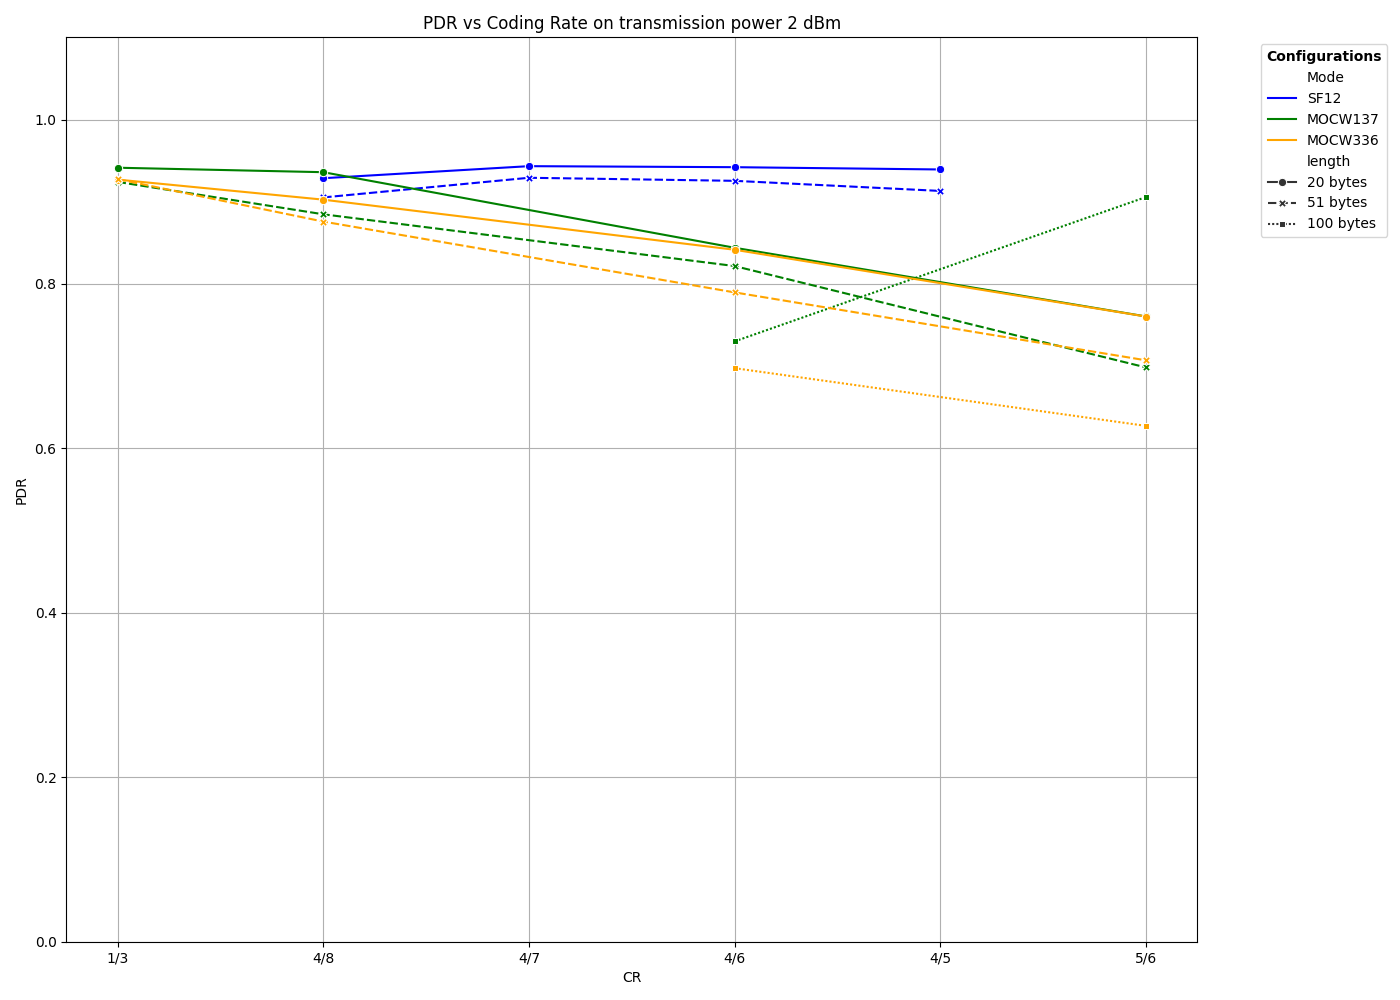 PDR vs Coding Rate on transmission power 2 dBm
Configurations
Mode
SF12
MOCW137
MOCW336
length
20 bytes
51 bytes
100 bytes
PDR
1.0
0.8
0.6
0.4
0.2
0.0
1/3 4/8 4/7 4/6 4/5 5/6
CR